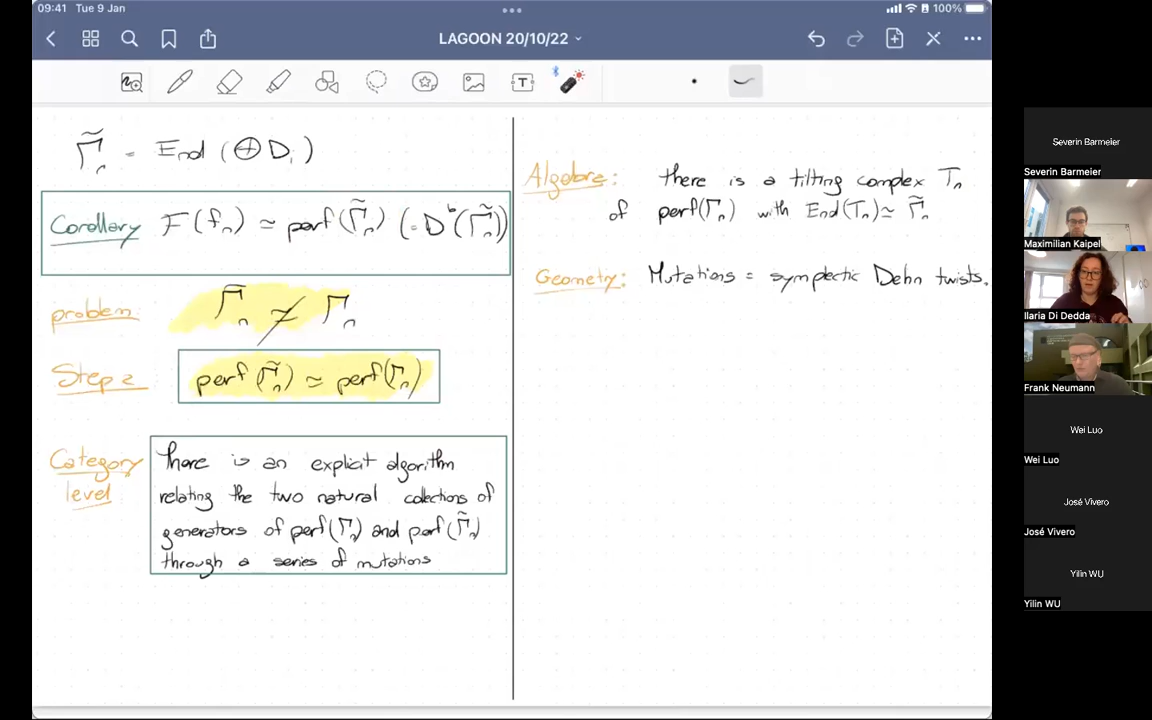 09:41 Tue 9 Jan
100%
LAGOON 20/10/22
Γ̃ₙ = End (⊕ Dᵢ)
Corollary F(fₙ) ≃ perf(Γ̃ₙ) (= Dᵇ(Γ̃ₙ))
problem Γ̃ₙ ≄ Γₙ
Step 2 perf(Γ̃ₙ) ≃ perf(Γₙ)
Category level
There is an explicit algorithm
relating the two natural collections of
generators of perf(Γₙ) and perf(Γ̃ₙ)
through a series of mutations
Algebra: there is a tilting complex Tₙ
of perf(Γₙ) with End(Tₙ) ≃ Γ̃ₙ
Geometry: Mutations = symplectic Dehn twists.
Severin Barmeier
Severin Barmeier
Maximilian Kaipel
Ilaria Di Dedda
Frank Neumann
Wei Luo
Wei Luo
José Vivero
José Vivero
Yilin WU
Yilin WU